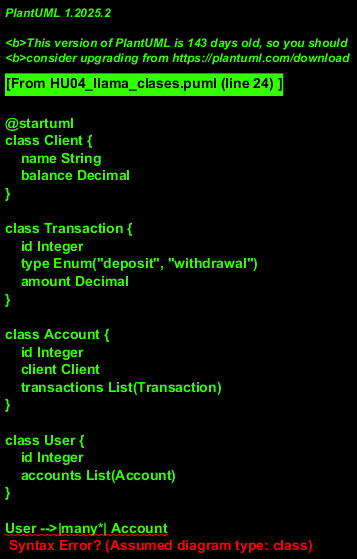 PlantUML 1.2025.2
<b>This version of PlantUML is 143 days old, so you should
<b>consider upgrading from https://plantuml.com/download
[From HU04_llama_clases.puml (line 24) ]
@startuml
class Client {
name String
balance Decimal
}
class Transaction {
id Integer
type Enum("deposit", "withdrawal")
amount Decimal
}
class Account {
id Integer
client Client
transactions List(Transaction)
}
class User {
id Integer
accounts List(Account)
}
User -->|many*| Account
Syntax Error? (Assumed diagram type: class)